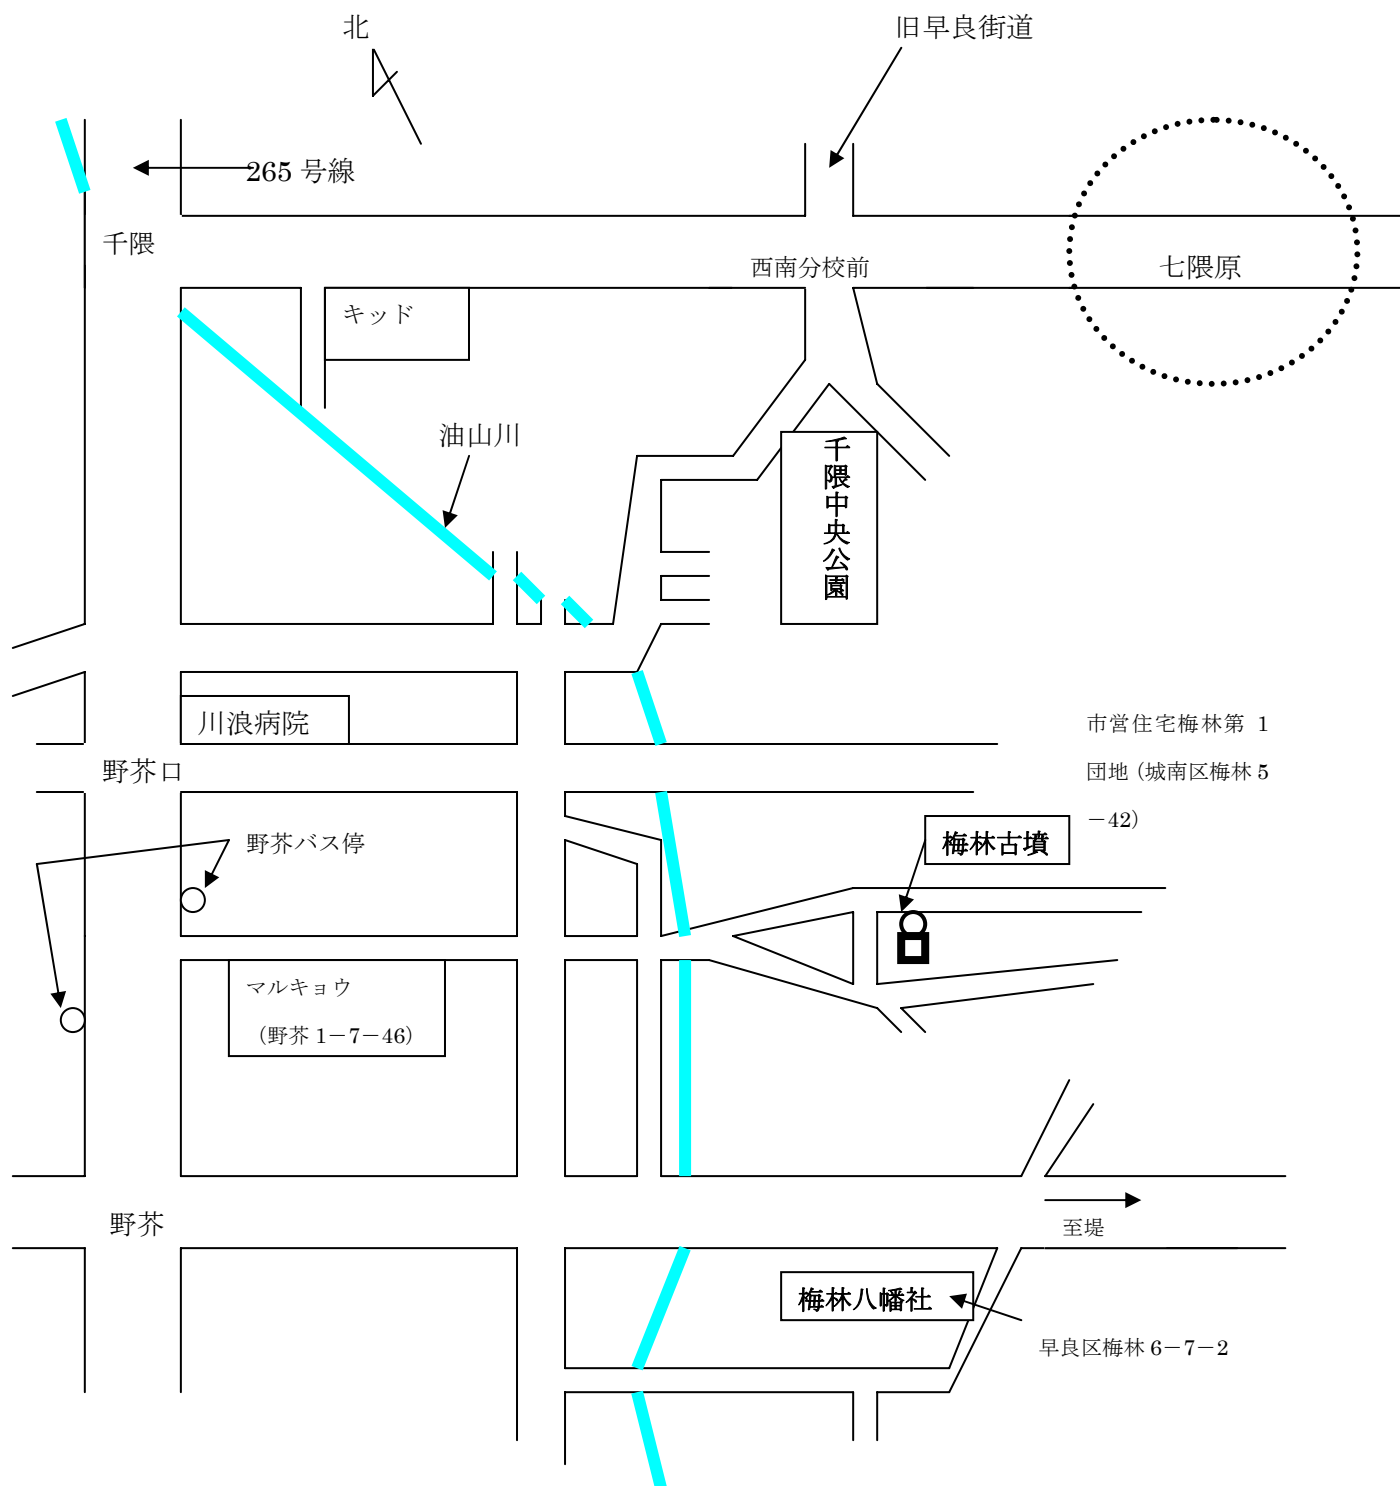 北
旧早良街道
265 号線
千隈
西南分校前
七隈原
キッド
油山川
千隈中央公園
川浪病院
市営住宅梅林第 1
団地（城南区梅林 5
－42）
野芥口
野芥バス停
梅林古墳
マルキョウ
（野芥 1－7－46）
野芥
至堤
梅林八幡社
早良区梅林 6－7－2